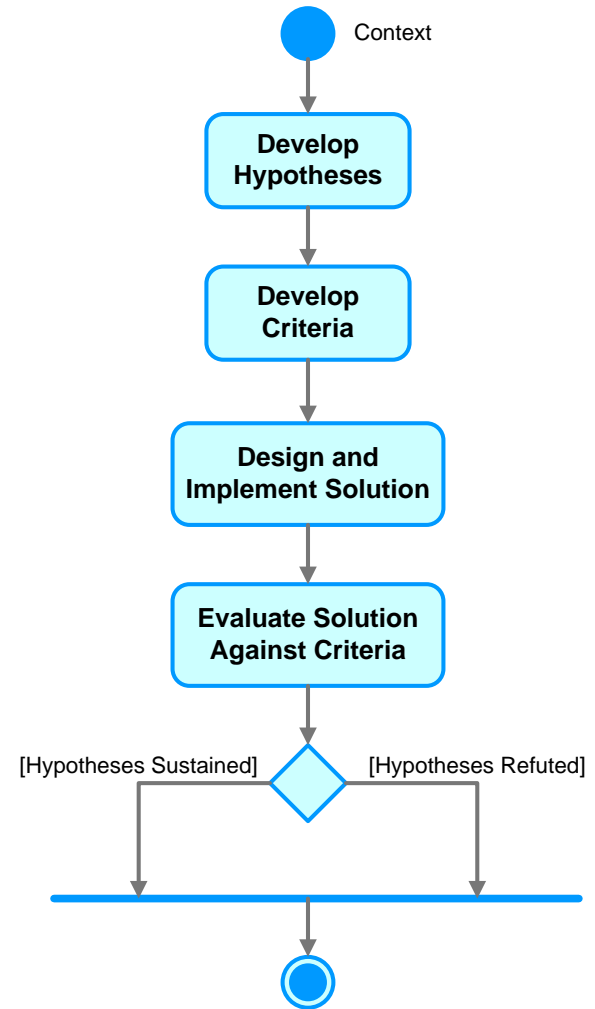 Context
Develop
Hypotheses
Develop
Criteria
Design and
Implement Solution
Evaluate Solution
Against Criteria
[Hypotheses Sustained]
[Hypotheses Refuted]